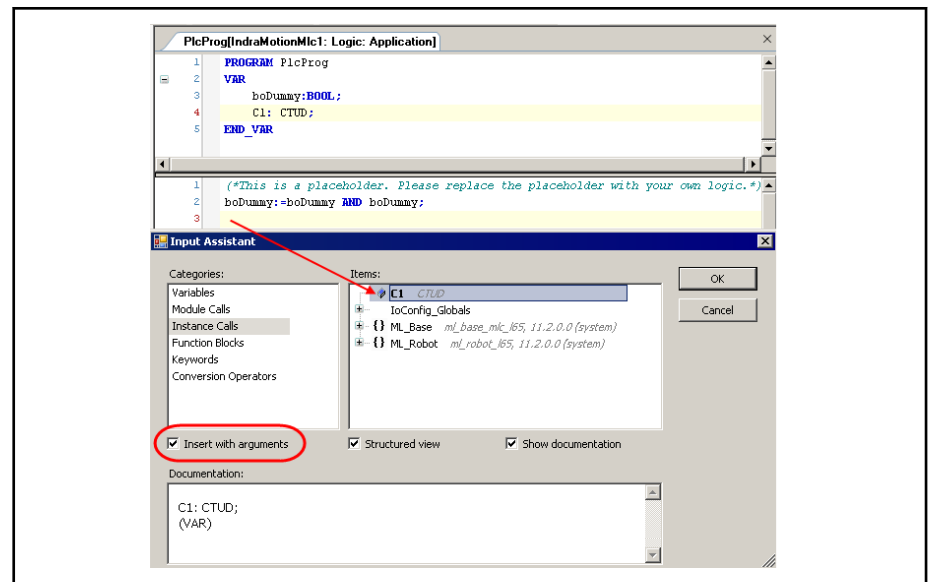 PlcProg[IndraMotionMlc1: Logic: Application]
1 PROGRAM PlcProg
2 VAR
3 boDummy:BOOL;
4 C1: CTUD;
5 END_VAR
1 (*This is a placeholder. Please replace the placeholder with your own logic.*)
2 boDummy:=boDummy AND boDummy;
3
Input Assistant
Categories:
Variables
Module Calls
Instance Calls
Function Blocks
Keywords
Conversion Operators
Items:
C1 CTUD
IoConfig_Globals
{} ML_Base ml_base_mlc_l65, 11.2.0.0 (system)
{} ML_Robot ml_robot_l65, 11.2.0.0 (system)
OK
Cancel
Insert with arguments
Structured view
Show documentation
Documentation:
C1: CTUD;
(VAR)